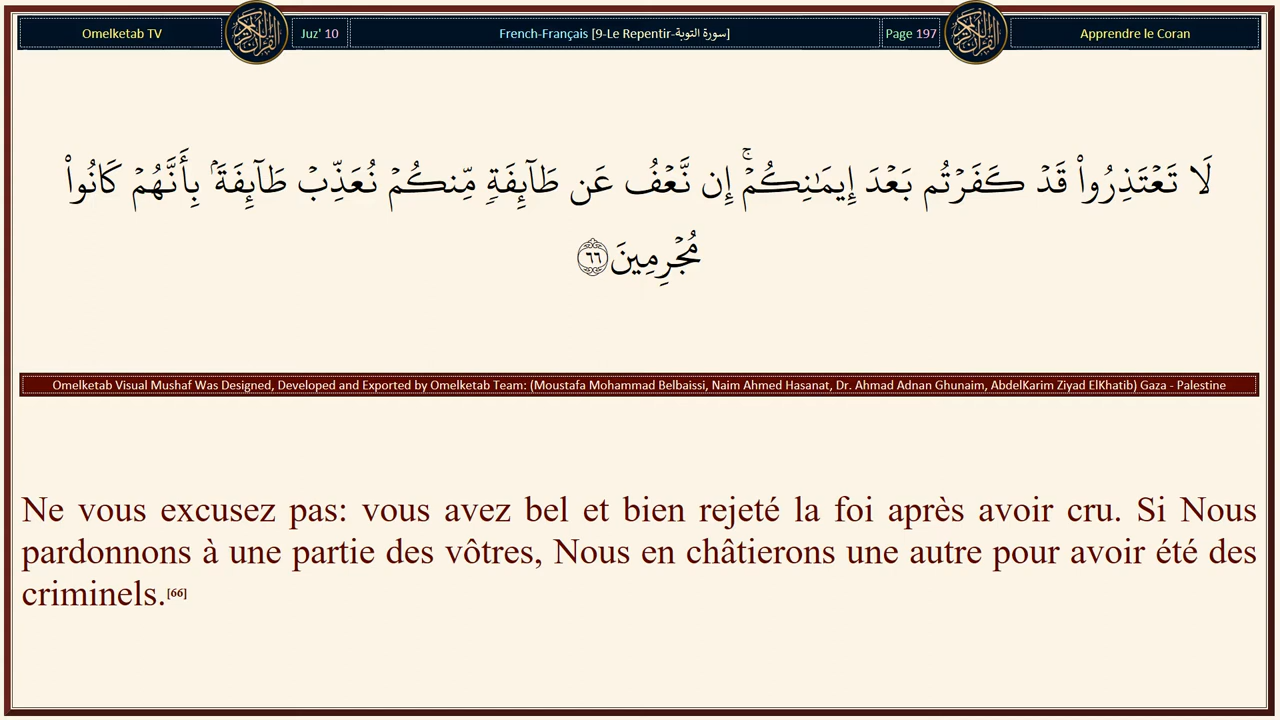 Omelketab TV
Juz' 10
French-Français [9-Le Repentir-سورة التوبة]
Page 197
Apprendre le Coran
لَا تَعۡتَذِرُواْ قَدۡ كَفَرۡتُم بَعۡدَ إِيمَٰنِكُمۡۚ إِن نَّعۡفُ عَن طَآئِفَةٖ مِّنكُمۡ نُعَذِّبۡ طَآئِفَةَۢ بِأَنَّهُمۡ كَانُواْ
مُجۡرِمِينَ ٦٦
Omelketab Visual Mushaf Was Designed, Developed and Exported by Omelketab Team: (Moustafa Mohammad Belbaissi, Naim Ahmed Hasanat, Dr. Ahmad Adnan Ghunaim, AbdelKarim Ziyad ElKhatib) Gaza - Palestine
Ne vous excusez pas: vous avez bel et bien rejeté la foi après avoir cru. Si Nous
pardonnons à une partie des vôtres, Nous en châtierons une autre pour avoir été des
criminels.[66]